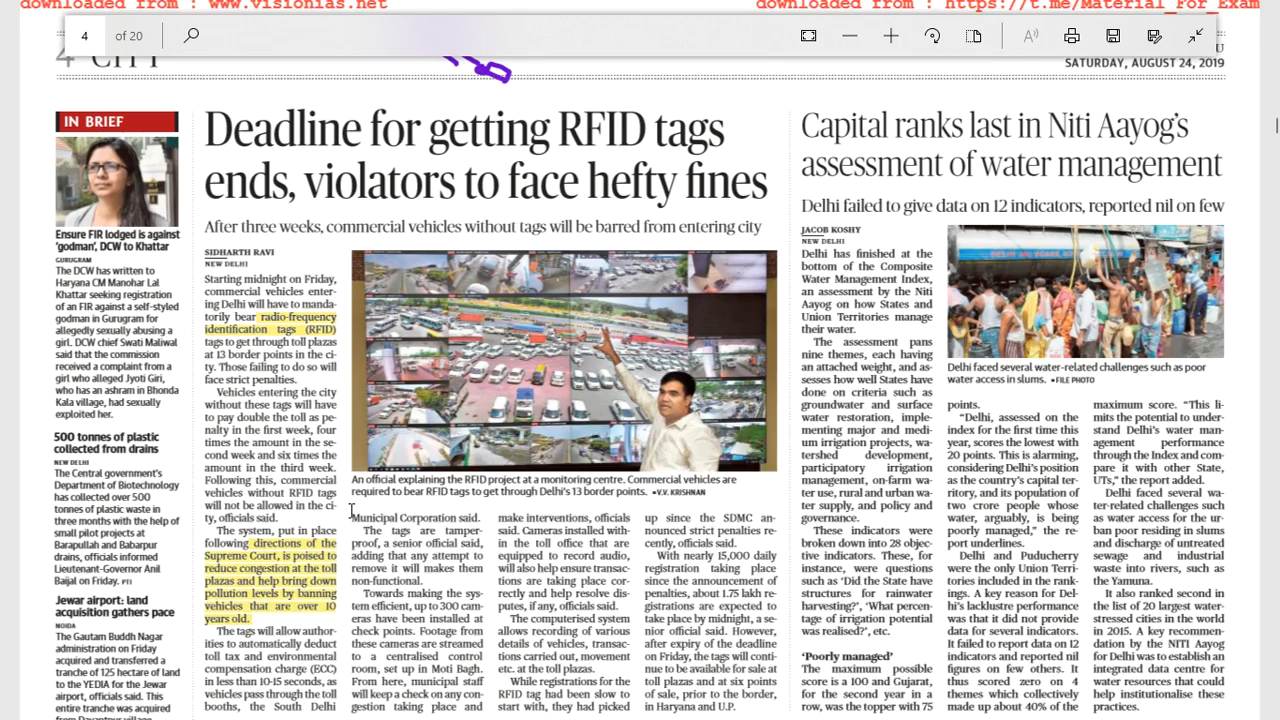 downloaded from : www.visionias.net
downloaded from : https://t.me/Material_For_Exam
4
of 20
4 CITY
SATURDAY, AUGUST 24, 2019
IN BRIEF
Ensure FIR lodged is against
'godman', DCW to Khattar
GURUGRAM
The DCW has written to
Haryana CM Manohar Lal
Khattar seeking registration
of an FIR against a self-styled
godman in Gurugram for
allegedly sexually abusing a
girl. DCW chief Swati Maliwal
said that the commission
received a complaint from a
girl who alleged Jyoti Giri,
who has an ashram in Bhonda
Kala village, had sexually
exploited her.
500 tonnes of plastic
collected from drains
NEW DELHI
The Central government's
Department of Biotechnology
has collected over 500
tonnes of plastic waste in
three months with the help of
small pilot projects at
Barapullah and Babarpur
drains, officials informed
Lieutenant-Governor Anil
Baijal on Friday. PTI
Jewar airport: land
acquisition gathers pace
NOIDA
The Gautam Buddh Nagar
administration on Friday
acquired and transferred a
tranche of 125 hectare of land
to the YEDIA for the Jewar
airport, officials said. This
entire tranche was acquired
from Dayantpur village
Deadline for getting RFID tags
ends, violators to face hefty fines
After three weeks, commercial vehicles without tags will be barred from entering city
SIDHARTH RAVI
NEW DELHI
Starting midnight on Friday,
commercial vehicles enter-
ing Delhi will have to manda-
torily bear radio-frequency
identification tags (RFID)
tags to get through toll plazas
at 13 border points in the ci-
ty. Those failing to do so will
face strict penalties.
Vehicles entering the city
without these tags will have
to pay double the toll as pe-
nalty in the first week, four
times the amount in the se-
cond week and six times the
amount in the third week.
Following this, commercial
vehicles without RFID tags
will not be allowed in the ci-
ty, officials said.
The system, put in place
following directions of the
Supreme Court, is poised to
reduce congestion at the toll
plazas and help bring down
pollution levels by banning
vehicles that are over 10
years old.
The tags will allow author-
ities to automatically deduct
toll tax and environmental
compensation charge (ECC)
in less than 10-15 seconds, as
vehicles pass through the toll
booths, the South Delhi
An official explaining the RFID project at a monitoring centre. Commercial vehicles are
required to bear RFID tags to get through Delhi's 13 border points. ▪V.V. KRISHNAN
Municipal Corporation said.
The tags are tamper-
proof, a senior official said,
adding that any attempt to
remove it will make them
non-functional.
Towards making the sys-
tem efficient, up to 300 cam-
eras have been installed at
check points. Footage from
these cameras are streamed
to a centralised control
room, set up in Moti Bagh.
From here, municipal staff
will keep a check on any con-
gestion taking place and
make interventions, officials
said. Cameras installed with-
in the toll office that are
equipped to record audio,
will also help ensure transac-
tions are taking place cor-
rectly and help resolve dis-
putes, if any, officials said.
The computerised system
allows recording of various
details of vehicles, transac-
tions carried out, movement
etc. at the toll plazas.
While registrations for the
RFID tag had been slow to
start with, they had picked
up since the SDMC an-
nounced strict penalties re-
cently, officials said.
With nearly 15,000 daily
registration taking place
since the announcement of
penalties, about 1.75 lakh re-
gistrations are expected to
take place by midnight, a se-
nior official said. However,
after expiry of the deadline
on Friday, the tags will conti-
nue to be available for sale at
toll plazas and at six points
of sale, prior to the border,
in Haryana and U.P.
Capital ranks last in Niti Aayog's
assessment of water management
Delhi failed to give data on 12 indicators, reported nil on few
JACOB KOSHY
NEW DELHI
Delhi has finished at the
bottom of the Composite
Water Management Index,
an assessment by the Niti
Aayog on how States and
Union Territories manage
their water.
The assessment pans
nine themes, each having
an attached weight, and as-
sesses how well States have
done on criteria such as
groundwater and surface
water restoration, imple-
menting major and medi-
um irrigation projects, wa-
tershed development,
participatory irrigation
management, on-farm wa-
ter use, rural and urban wa-
ter supply, and policy and
governance.
These indicators were
broken down into 28 objec-
tive indicators. These, for
instance, were questions
such as 'Did the State have
structures for rainwater
harvesting?', 'What percen-
tage of irrigation potential
was realised?', etc.
'Poorly managed'
The maximum possible
score is a 100 and Gujarat,
for the second year in a
row, was the topper with 75
Delhi faced several water-related challenges such as poor
water access in slums. ▪FILE PHOTO
points.
"Delhi, assessed on the
index for the first time this
year, scores the lowest with
20 points. This is alarming,
considering Delhi's position
as the country's capital ter-
ritory, and its population of
two crore people whose
water, arguably, is being
poorly managed," the re-
port underlines.
Delhi and Puducherry
were the only Union Terri-
tories included in the rank-
ings. A key reason for Del-
hi's lacklustre performance
was that it did not provide
data for several indicators.
It failed to report data on 12
indicators and reported nil
figures on few others. It
thus scored zero on 4
themes which collectively
made up about 40% of the
maximum score. "This li-
mits the potential to under-
stand Delhi's water man-
agement performance
through the Index and com-
pare it with other State,
UTs," the report added.
Delhi faced several wa-
ter-related challenges such
as water access for the ur-
ban poor residing in slums
and discharge of untreated
sewage and industrial
waste into rivers, such as
the Yamuna.
It also ranked second in
the list of 20 largest water-
stressed cities in the world
in 2015. A key recommen-
dation by the NITI Aayog
for Delhi was to establish an
integrated data centre for
water resources that could
help institutionalise these
practices.